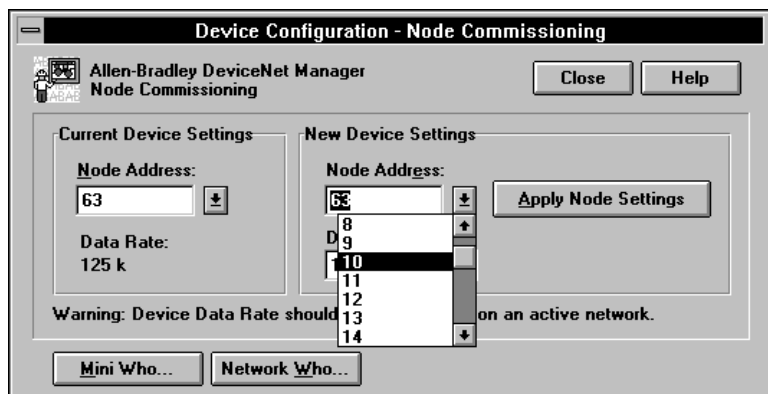 Device Configuration - Node Commissioning
Allen-Bradley DeviceNet Manager
Node Commissioning
Close
Help
Current Device Settings
Node Address:
63
Data Rate:
125 k
New Device Settings
Node Address:
63
8
9
10
11
12
13
14
D
1
Apply Node Settings
Warning: Device Data Rate should on an active network.
Mini Who...
Network Who...